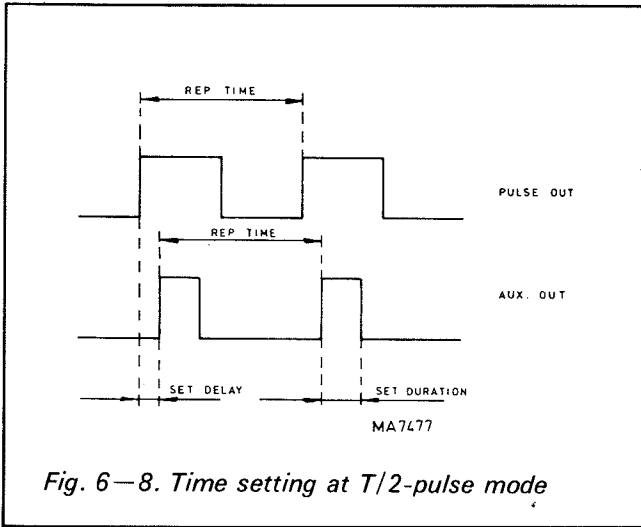 REP TIME
PULSE OUT
REP TIME
AUX. OUT
SET DELAY
SET DURATION
MA7477
Fig. 6—8. Time setting at T/2-pulse mode